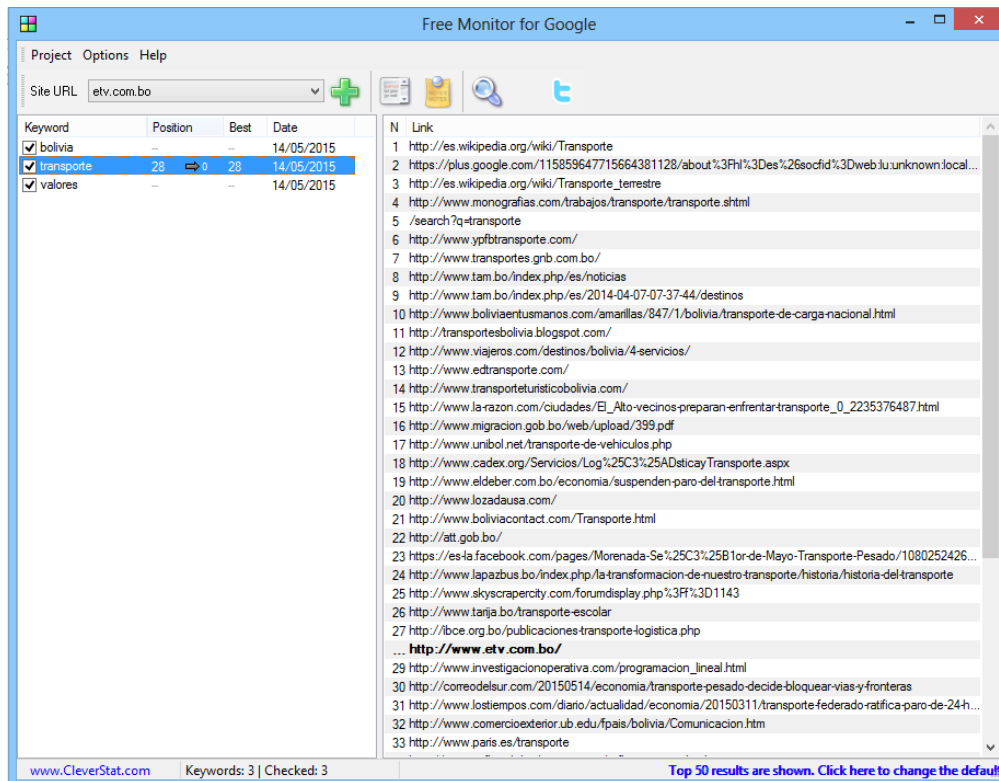 Free Monitor for Google
Project Options Help
Site URL etv.com.bo
Keyword Position Best Date
bolivia -- -- 14/05/2015
transporte 28 0 28 14/05/2015
valores -- -- 14/05/2015
N Link
1 http://es.wikipedia.org/wiki/Transporte
2 https://plus.google.com/115859647715664381128/about%3Fhl%3Des%26socfid%3Dweb:lu:unknown:local...
3 http://es.wikipedia.org/wiki/Transporte_terrestre
4 http://www.monografias.com/trabajos/transporte/transporte.shtml
5 /search?q=transporte
6 http://www.ypfbtransporte.com/
7 http://www.transportes.gnb.com.bo/
8 http://www.tam.bo/index.php/es/noticias
9 http://www.tam.bo/index.php/es/2014-04-07-07-37-44/destinos
10 http://www.boliviaentusmanos.com/amarillas/847/1/bolivia/transporte-de-carga-nacional.html
11 http://transportesbolivia.blogspot.com/
12 http://www.viajeros.com/destinos/bolivia/4-servicios/
13 http://www.edtransporte.com/
14 http://www.transporteturisticobolivia.com/
15 http://www.la-razon.com/ciudades/El_Alto-vecinos-preparan-enfrentar-transporte_0_2235376487.html
16 http://www.migracion.gob.bo/web/upload/399.pdf
17 http://www.unibol.net/transporte-de-vehiculos.php
18 http://www.cadex.org/Servicios/Log%25C3%25ADsticayTransporte.aspx
19 http://www.eldeber.com.bo/economia/suspenden-paro-del-transporte.html
20 http://www.lozadausa.com/
21 http://www.boliviacontact.com/Transporte.html
22 http://att.gob.bo/
23 https://es-la.facebook.com/pages/Morenada-Se%25C3%25B1or-de-Mayo-Transporte-Pesado/1080252426...
24 http://www.lapazbus.bo/index.php/la-transformacion-de-nuestro-transporte/historia/historia-del-transporte
25 http://www.skyscrapercity.com/forumdisplay.php%3Ff%3D1143
26 http://www.tarija.bo/transporte-escolar
27 http://ibce.org.bo/publicaciones-transporte-logistica.php
... http://www.etv.com.bo/
29 http://www.investigacionoperativa.com/programacion_lineal.html
30 http://correodelsur.com/20150514/economia/transporte-pesado-decide-bloquear-vias-y-fronteras
31 http://www.lostiempos.com/diario/actualidad/economia/20150311/transporte-federado-ratifica-paro-de-24-h...
32 http://www.comercioexterior.ub.edu/fpais/bolivia/Comunicacion.htm
33 http://www.paris.es/transporte
www.CleverStat.com Keywords: 3 | Checked: 3 Top 50 results are shown. Click here to change the defaul